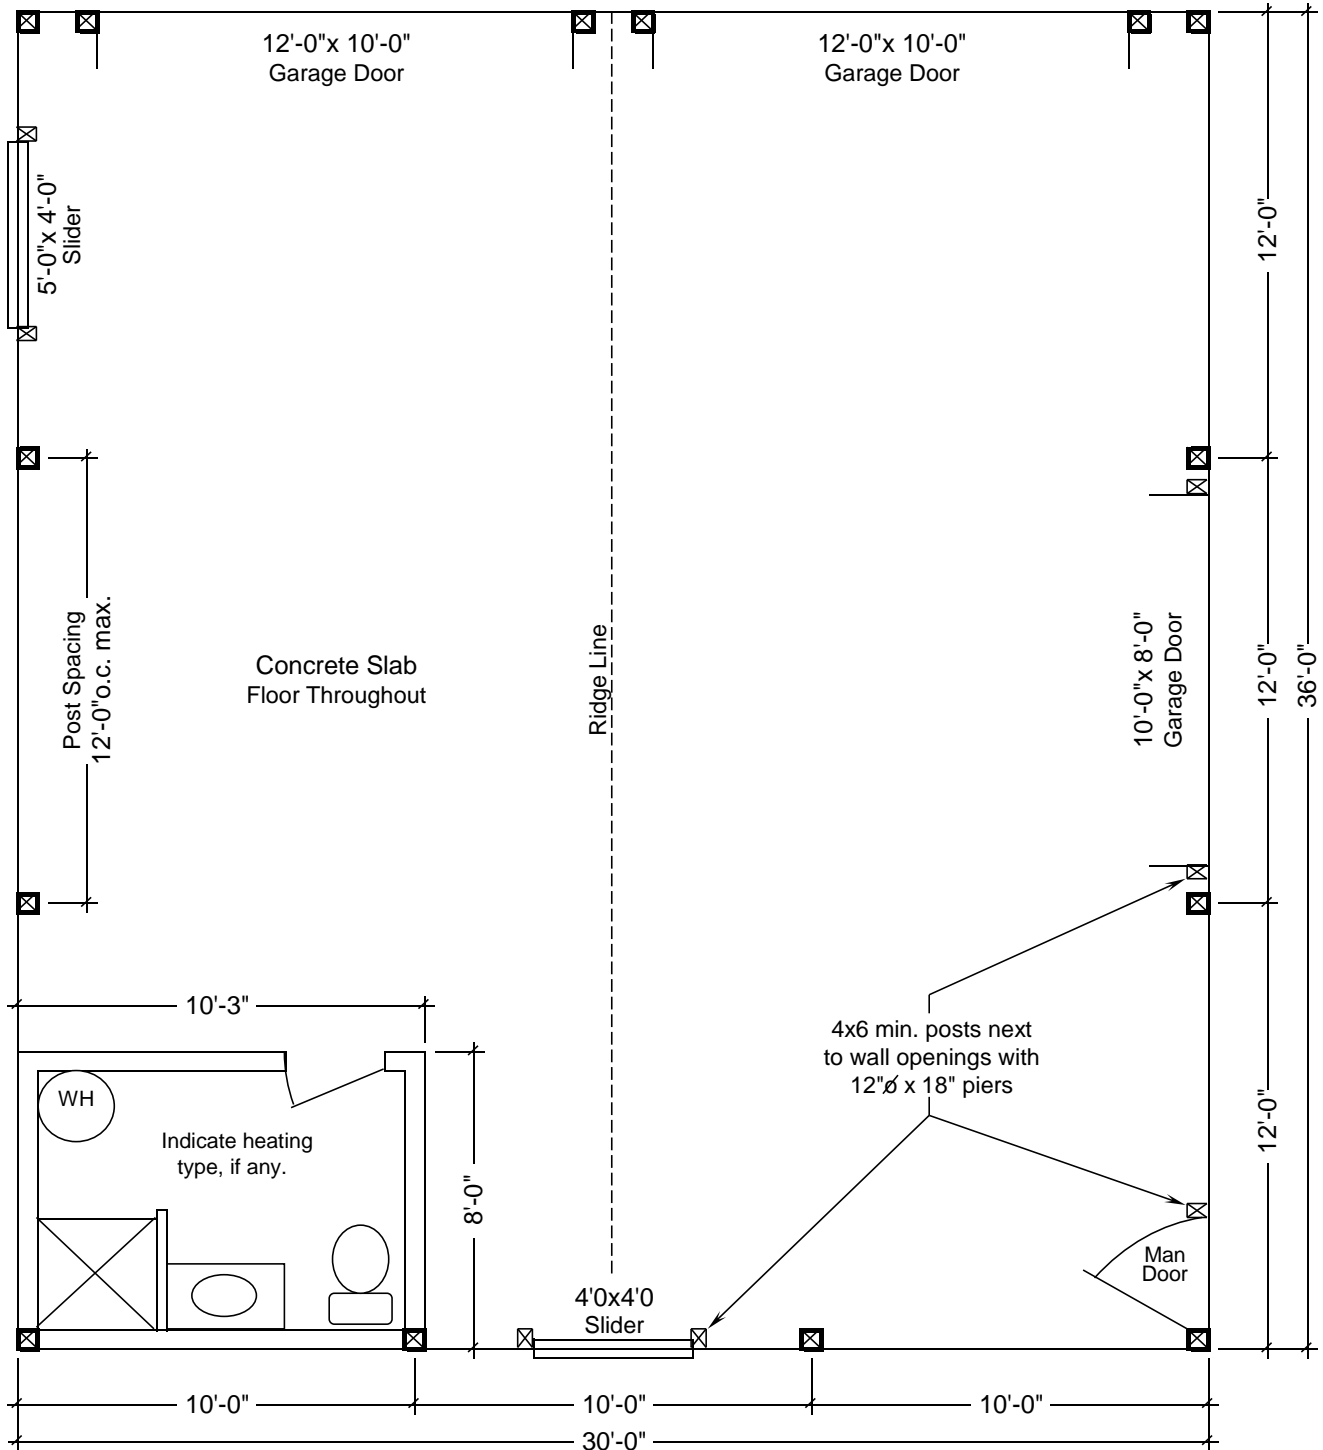 12'-0"x 10'-0"
Garage Door
12'-0"x 10'-0"
Garage Door
5'-0"x 4'-0"
Slider
12'-0"
Post Spacing
12'-0"o.c. max.
Concrete Slab
Floor Throughout
Ridge Line
10'-0"x 8'-0"
Garage Door
12'-0"
36'-0"
10'-3"
4x6 min. posts next
to wall openings with
12"ø x 18" piers
WH
Indicate heating
type, if any.
8'-0"
12'-0"
Man
Door
4'0x4'0
Slider
10'-0"
10'-0"
10'-0"
30'-0"